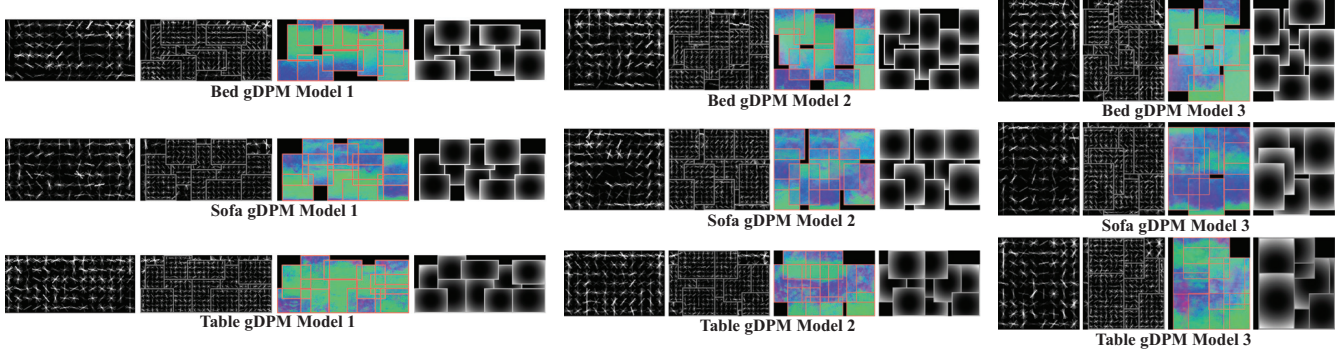 Bed gDPM Model 1
Bed gDPM Model 2
Bed gDPM Model 3
Sofa gDPM Model 1
Sofa gDPM Model 2
Sofa gDPM Model 3
Table gDPM Model 1
Table gDPM Model 2
Table gDPM Model 3